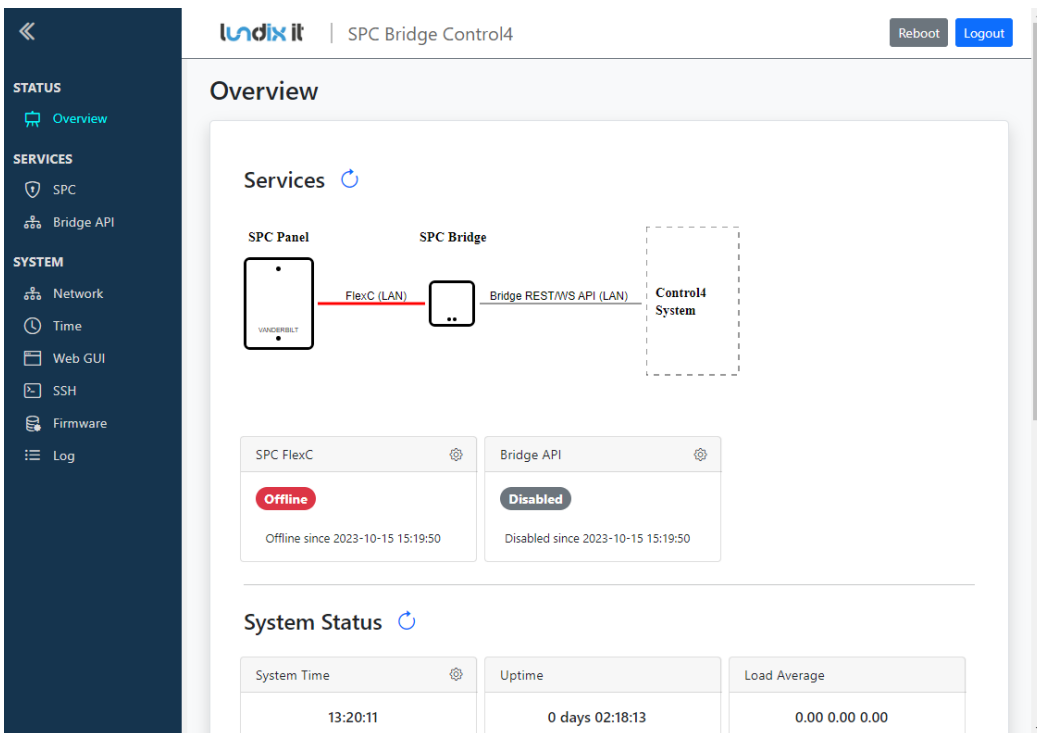 lundix it | SPC Bridge Control4
Reboot
Logout
STATUS
Overview
SERVICES
SPC
Bridge API
SYSTEM
Network
Time
Web GUI
SSH
Firmware
Log
Overview
Services
SPC Panel
SPC Bridge
FlexC (LAN)
Bridge REST/WS API (LAN)
Control4
System
VANDERBILT
SPC FlexC
Offline
Offline since 2023-10-15 15:19:50
Bridge API
Disabled
Disabled since 2023-10-15 15:19:50
System Status
System Time
13:20:11
Uptime
0 days 02:18:13
Load Average
0.00 0.00 0.00